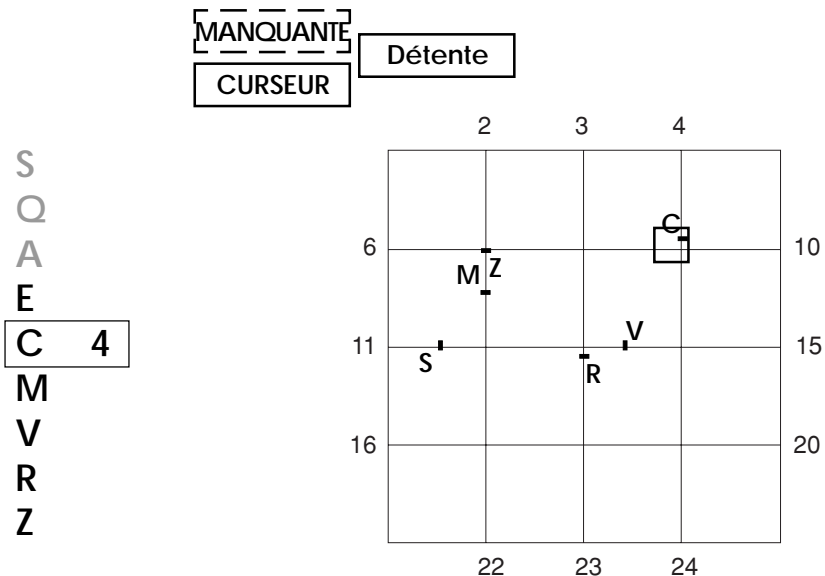 MANQUANTE
Détente
CURSEUR
2 3 4
S
Q
A
E
C 4
M
V
R
Z
C
6 10
M Z
11 15
V
S R
16 20
22 23 24